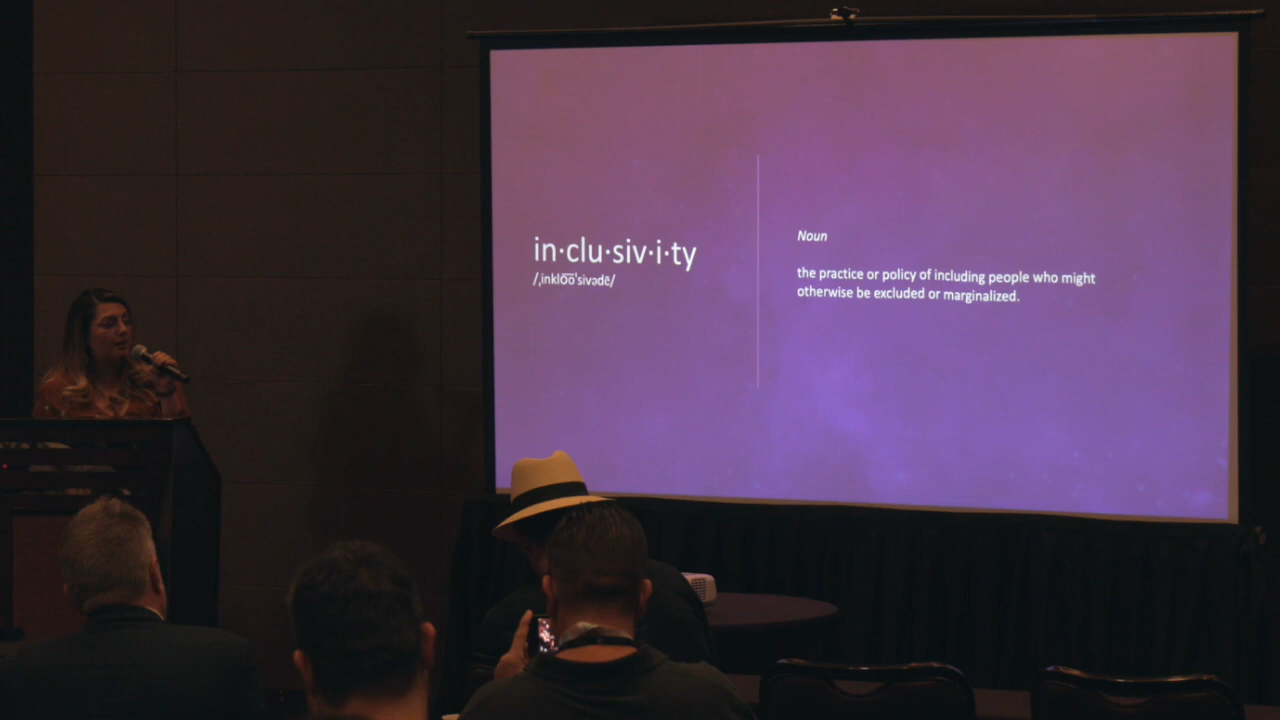 in·clu·siv·i·ty
/ˌinklo͞oˈsivədē/
Noun
the practice or policy of including people who might
otherwise be excluded or marginalized.